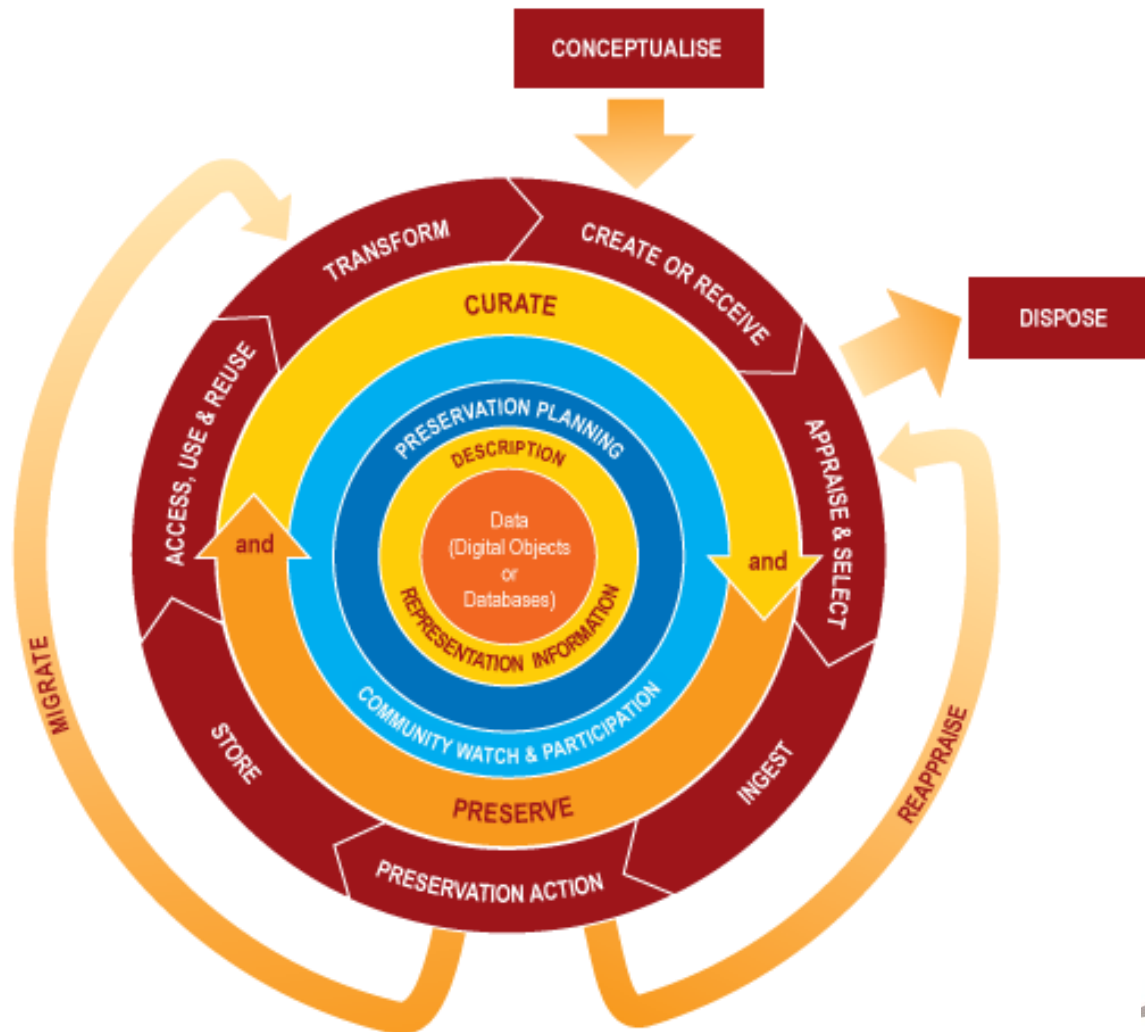 CONCEPTUALISE
TRANSFORM
CREATE OR RECEIVE
CURATE
DISPOSE
PRESERVATION PLANNING
DESCRIPTION
ACCESS, USE & REUSE
APPRAISE & SELECT
and
Data
(Digital Objects
or
Databases)
and
REPRESENTATION INFORMATION
COMMUNITY WATCH & PARTICIPATION
MIGRATE
STORE
INGEST
REAPPRAISE
PRESERVE
PRESERVATION ACTION